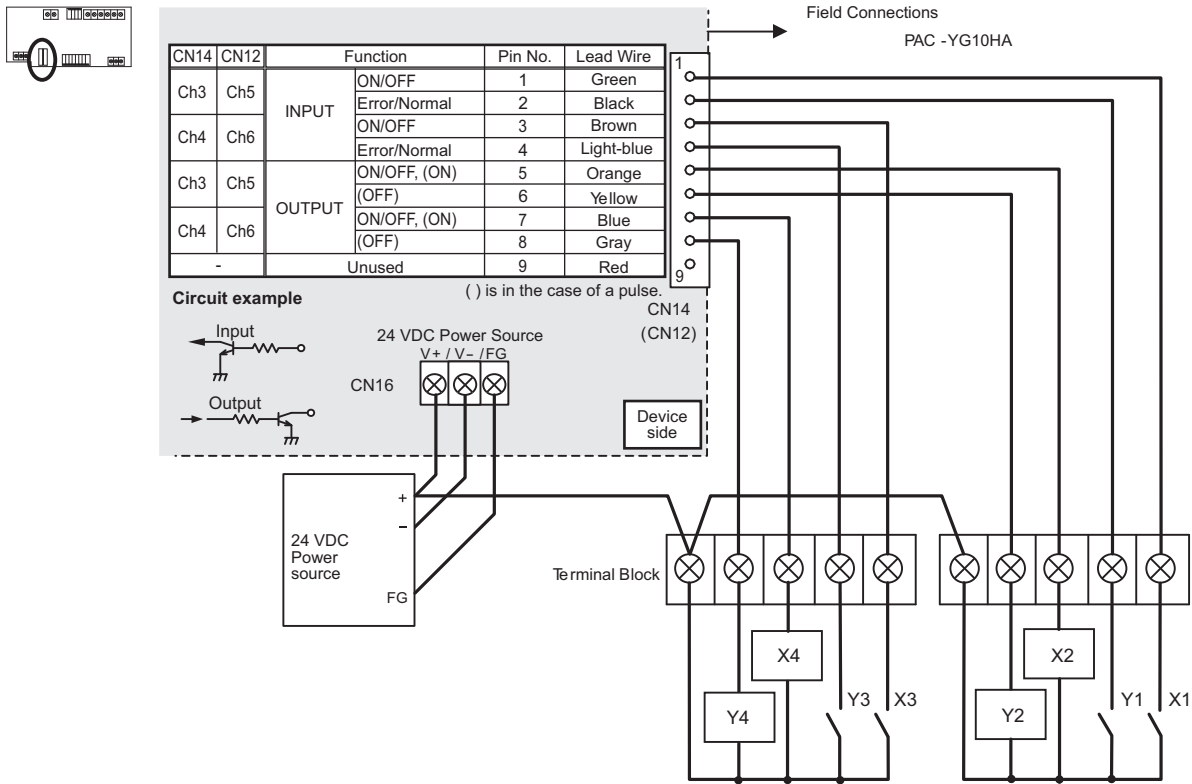 Field Connections
PAC -YG10HA
CN14 CN12 Function Pin No. Lead Wire
Ch3 Ch5 INPUT ON/OFF 1 Green
Error/Normal 2 Black
Ch4 Ch6 ON/OFF 3 Brown
Error/Normal 4 Light-blue
Ch3 Ch5 OUTPUT ON/OFF, (ON) 5 Orange
(OFF) 6 Yellow
Ch4 Ch6 ON/OFF, (ON) 7 Blue
(OFF) 8 Gray
- Unused 9 Red
1
9
( ) is in the case of a pulse.
CN14
(CN12)
Circuit example
Input
Output
24 VDC Power Source
V+ / V- /FG
CN16
Device
side
+
-
24 VDC
Power
source
FG
Terminal Block
X4
Y4
Y3
X3
X2
Y2
Y1
X1